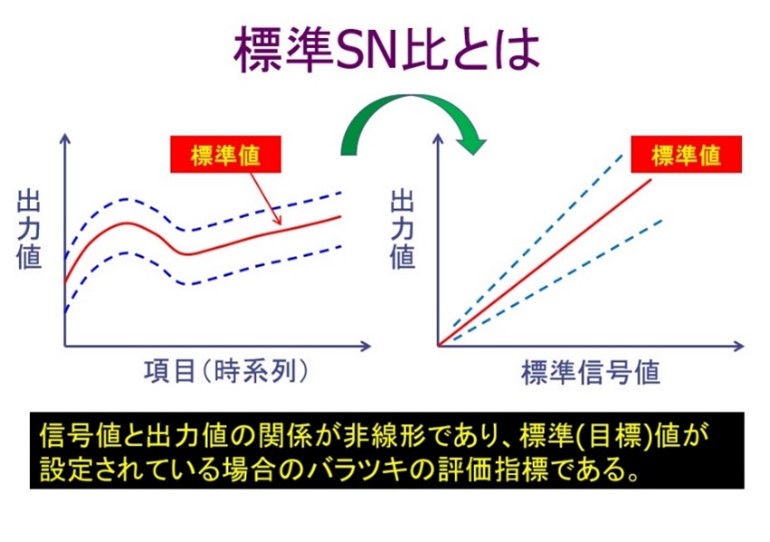 標準SN比とは
標準値
出力値
項目(時系列)
標準値
出力値
標準信号値
信号値と出力値の関係が非線形であり、標準(目標)値が
設定されている場合のバラツキの評価指標である。